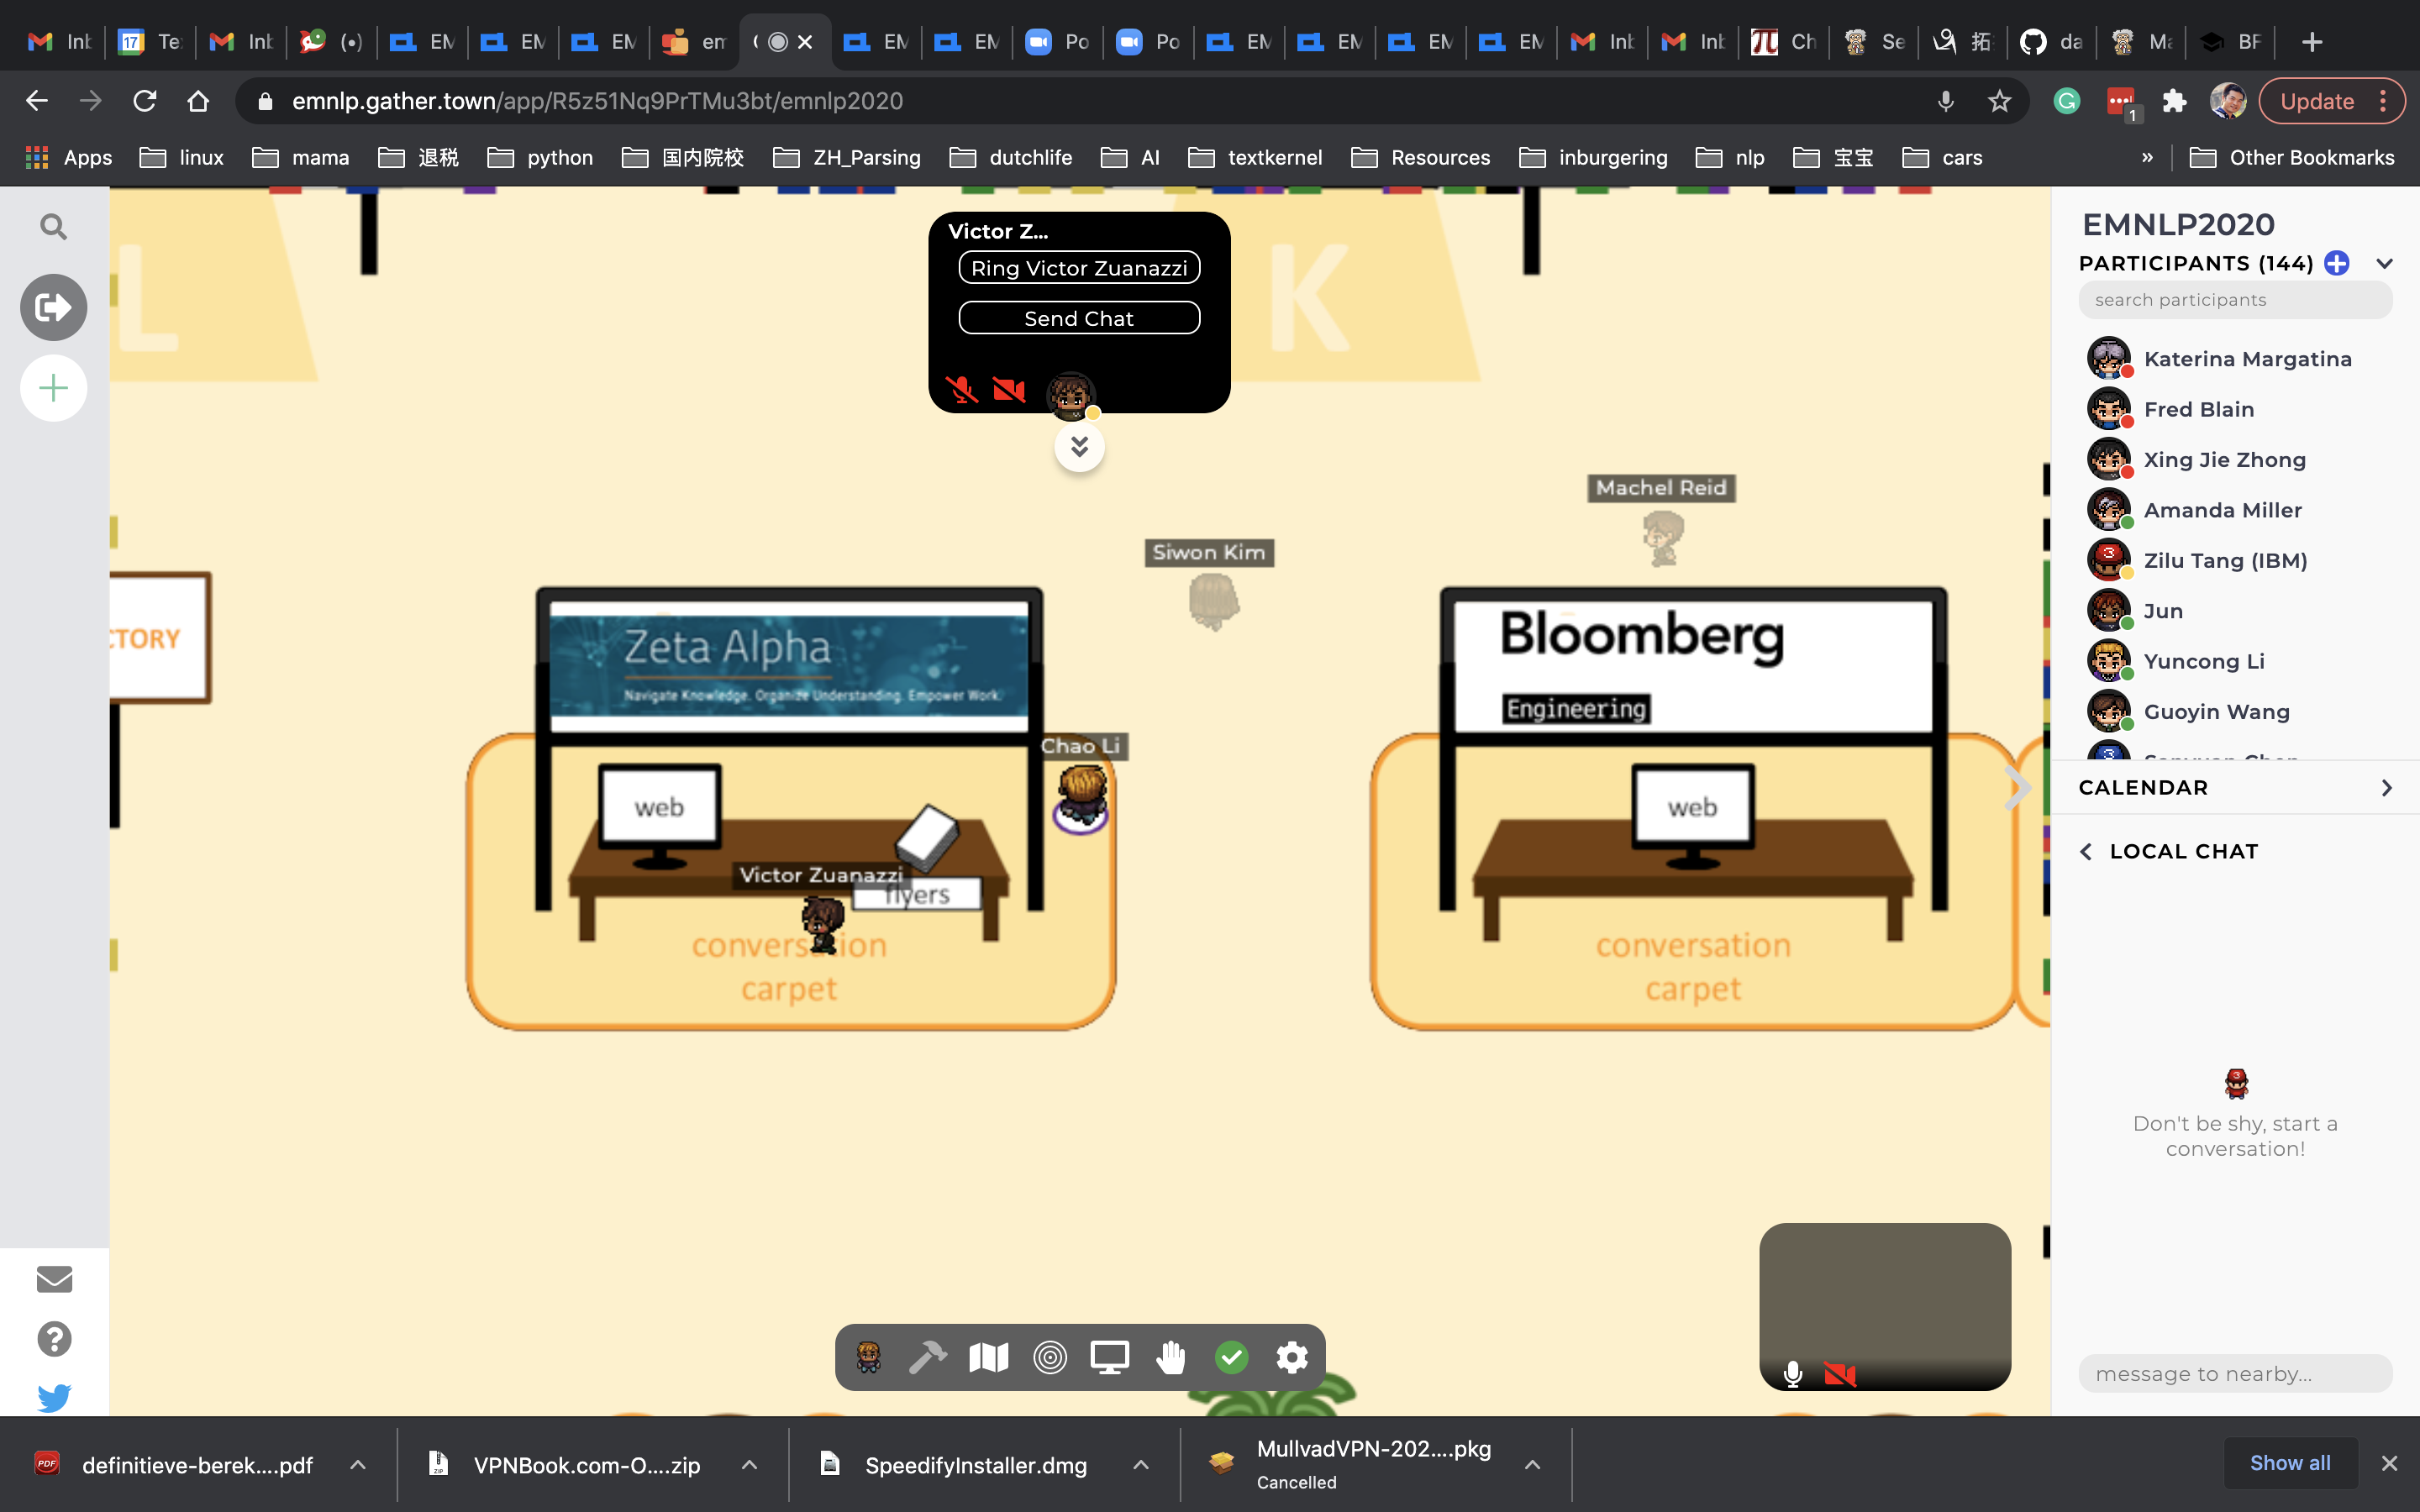 Inb
Te
Inb
(•)
EM
EM
EM
em
EM
EM
Po
Po
EM
EM
EM
EM
Inb
Inb
Ch
Se
拓
da
Ma
BF
emnlp.gather.town/app/R5z51Nq9PrTMu3bt/emnlp2020
1
Update
Apps
linux
mama
退税
python
国内院校
ZH_Parsing
dutchlife
AI
textkernel
Resources
inburgering
nlp
宝宝
cars
»
Other Bookmarks
L
K
Victor Z...
Ring Victor Zuanazzi
Send Chat
Machel Reid
Siwon Kim
CTORY
Zeta Alpha
Navigate Knowledge. Organize Understanding. Empower Work.
Bloomberg
Engineering
Chao Li
web
Victor Zuanazzi
flyers
conversation
carpet
web
conversation
carpet
EMNLP2020
PARTICIPANTS (144)
search participants
Katerina Margatina
Fred Blain
Xing Jie Zhong
Amanda Miller
Zilu Tang (IBM)
Jun
Yuncong Li
Guoyin Wang
CALENDAR
LOCAL CHAT
Don't be shy, start a
conversation!
message to nearby...
definitieve-berek....pdf
VPNBook.com-O....zip
SpeedifyInstaller.dmg
MullvadVPN-202....pkg
Cancelled
Show all